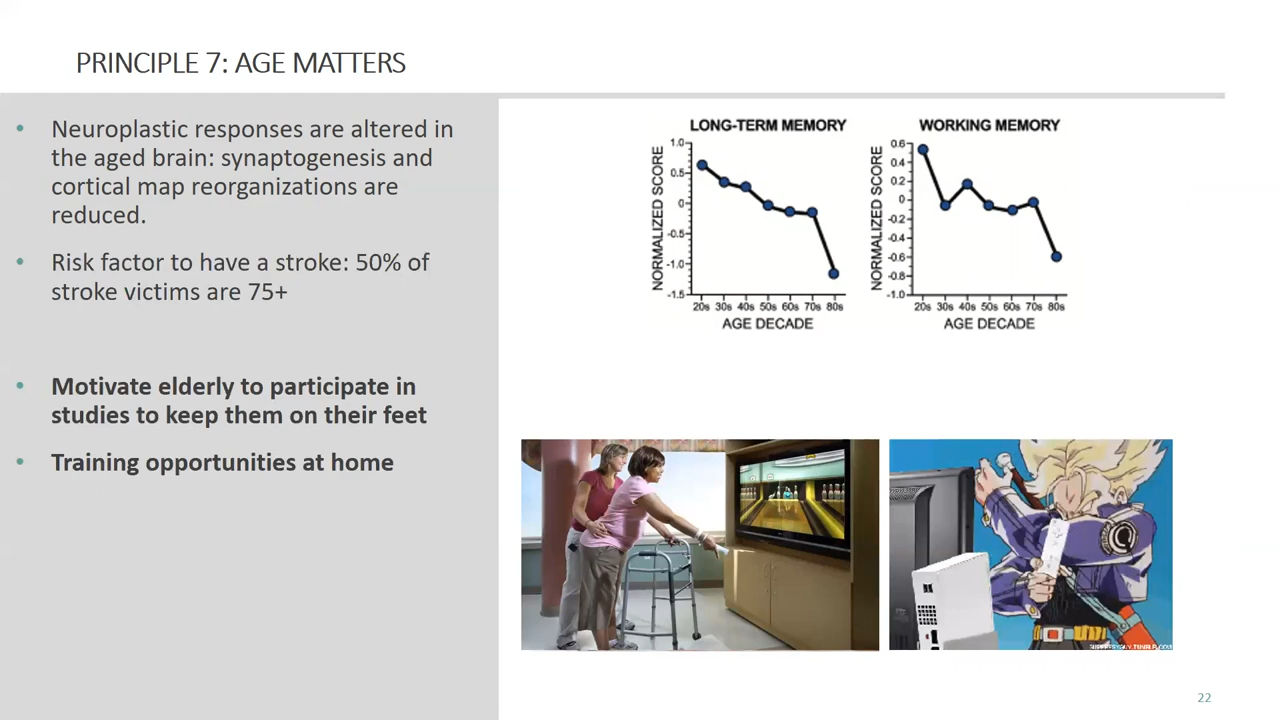 PRINCIPLE 7: AGE MATTERS
• Neuroplastic responses are altered in
the aged brain: synaptogenesis and
cortical map reorganizations are
reduced.
• Risk factor to have a stroke: 50% of
stroke victims are 75+
• Motivate elderly to participate in
studies to keep them on their feet
• Training opportunities at home
LONG-TERM MEMORY
NORMALIZED SCORE
1.0
0.5
0
-0.5
-1.0
-1.5
20s 30s 40s 50s 60s 70s 80s
AGE DECADE
WORKING MEMORY
NORMALIZED SCORE
0.6
0.4
0.2
0
-0.2
-0.4
-0.6
-0.8
-1.0
20s 30s 40s 50s 60s 70s 80s
AGE DECADE
22